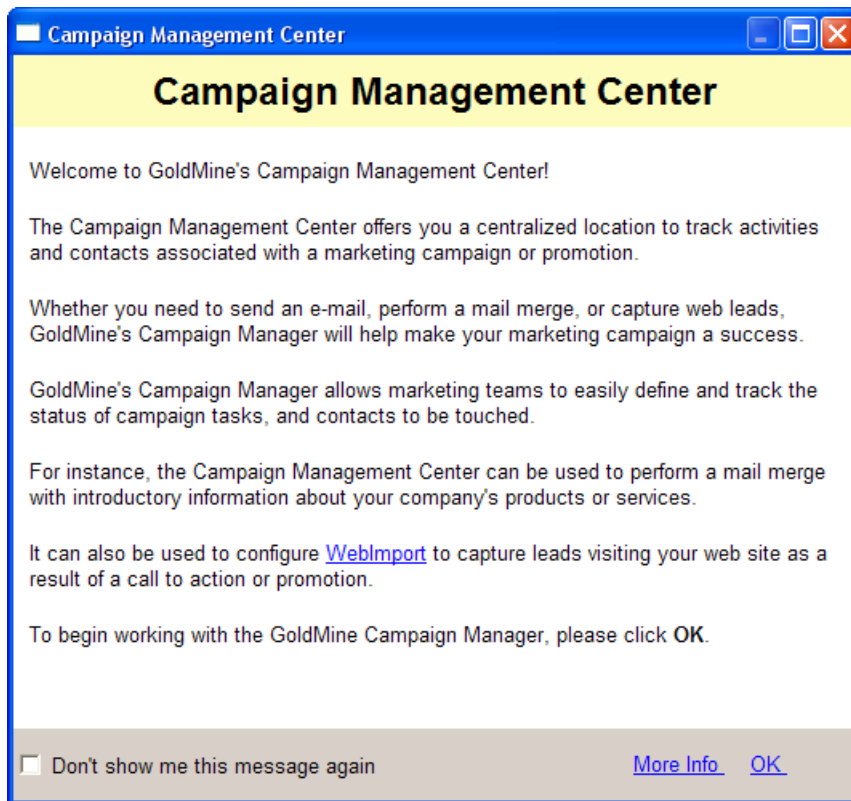 Campaign Management Center
Campaign Management Center
Welcome to GoldMine's Campaign Management Center!
The Campaign Management Center offers you a centralized location to track activities
and contacts associated with a marketing campaign or promotion.
Whether you need to send an e-mail, perform a mail merge, or capture web leads,
GoldMine's Campaign Manager will help make your marketing campaign a success.
GoldMine's Campaign Manager allows marketing teams to easily define and track the
status of campaign tasks, and contacts to be touched.
For instance, the Campaign Management Center can be used to perform a mail merge
with introductory information about your company's products or services.
It can also be used to configure WebImport to capture leads visiting your web site as a
result of a call to action or promotion.
To begin working with the GoldMine Campaign Manager, please click OK.
Don't show me this message again More Info OK